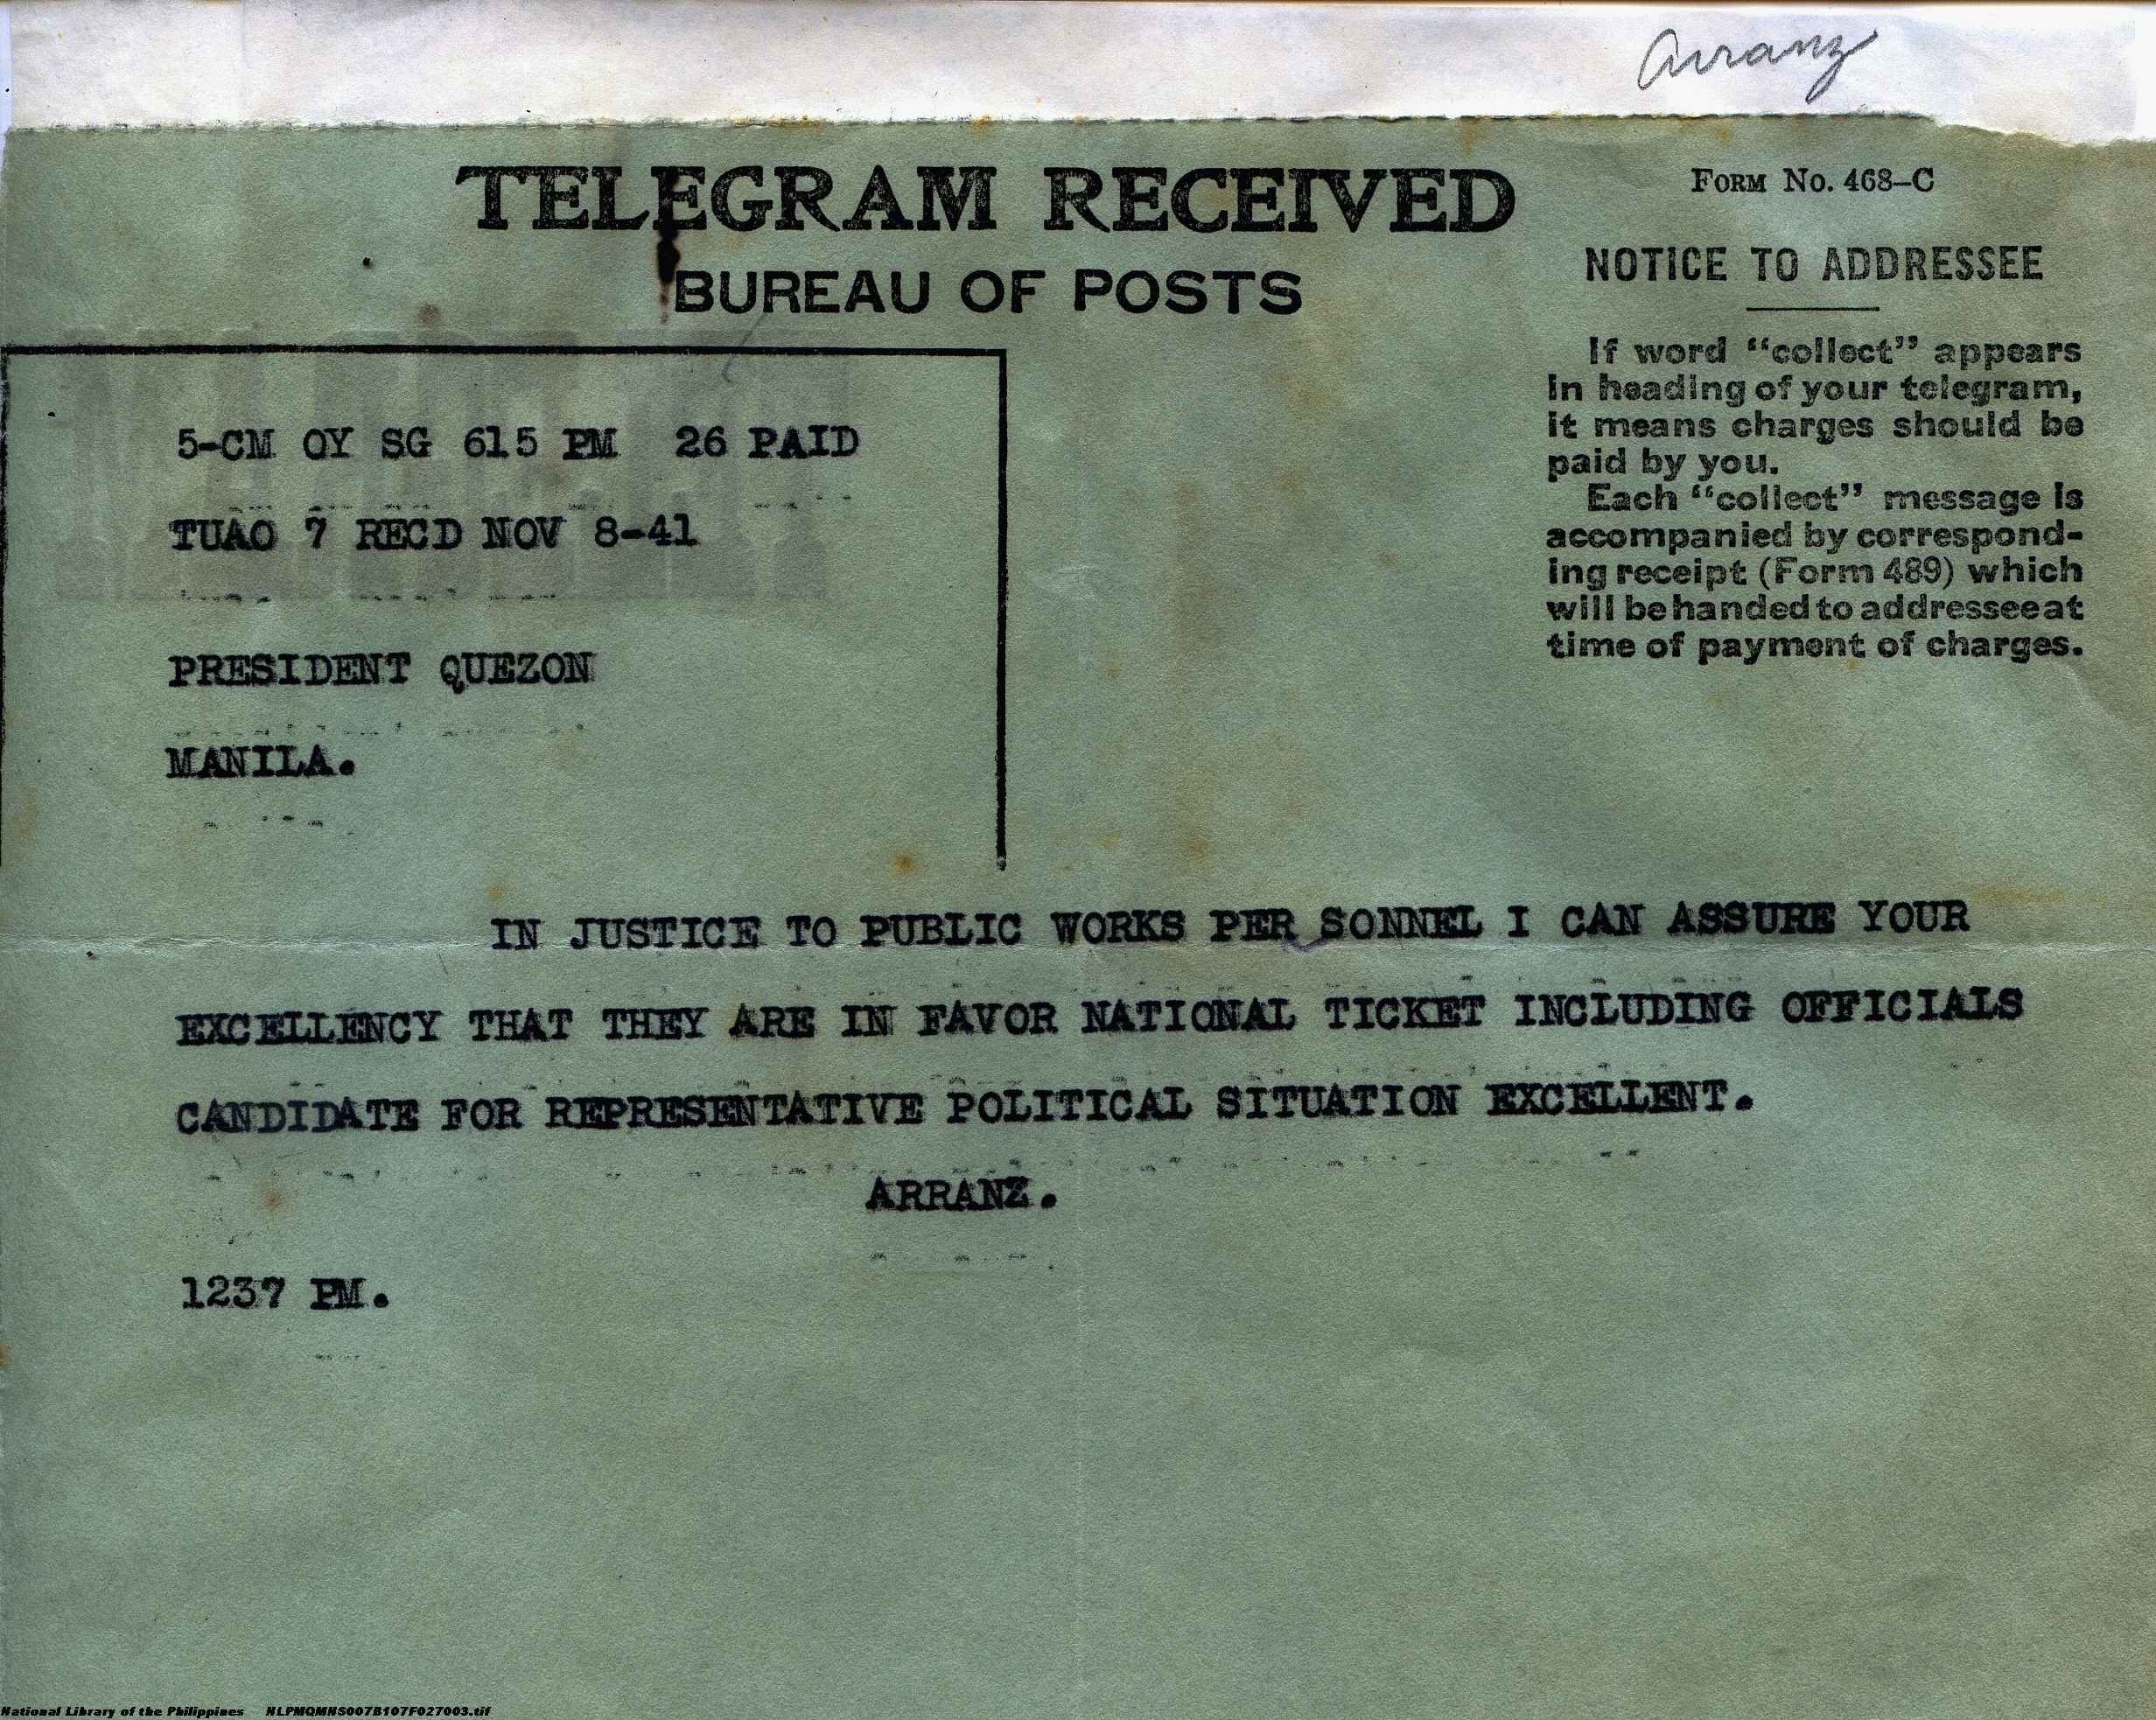 Arranz
TELEGRAM RECEIVED
BUREAU OF POSTS
FORM NO. 468-C
NOTICE TO ADDRESSEE
If word "collect" appears
in heading of your telegram,
it means charges should be
paid by you.
Each "collect" message is
accompanied by correspond-
ing receipt (Form 489) which
will be handed to addressee at
time of payment of charges.
5-CM OY SG 615 PM 26 PAID
TUAO 7 RECD NOV 8-41
PRESIDENT QUEZON
MANILA.
IN JUSTICE TO PUBLIC WORKS PER SONNEL I CAN ASSURE YOUR
EXCELLENCY THAT THEY ARE IN FAVOR NATIONAL TICKET INCLUDING OFFICIALS
CANDIDATE FOR REPRESENTATIVE POLITICAL SITUATION EXCELLENT.
ARRANZ.
1237 PM.
National Library of the Philippines NLPMQMNS007B107F027003.tif